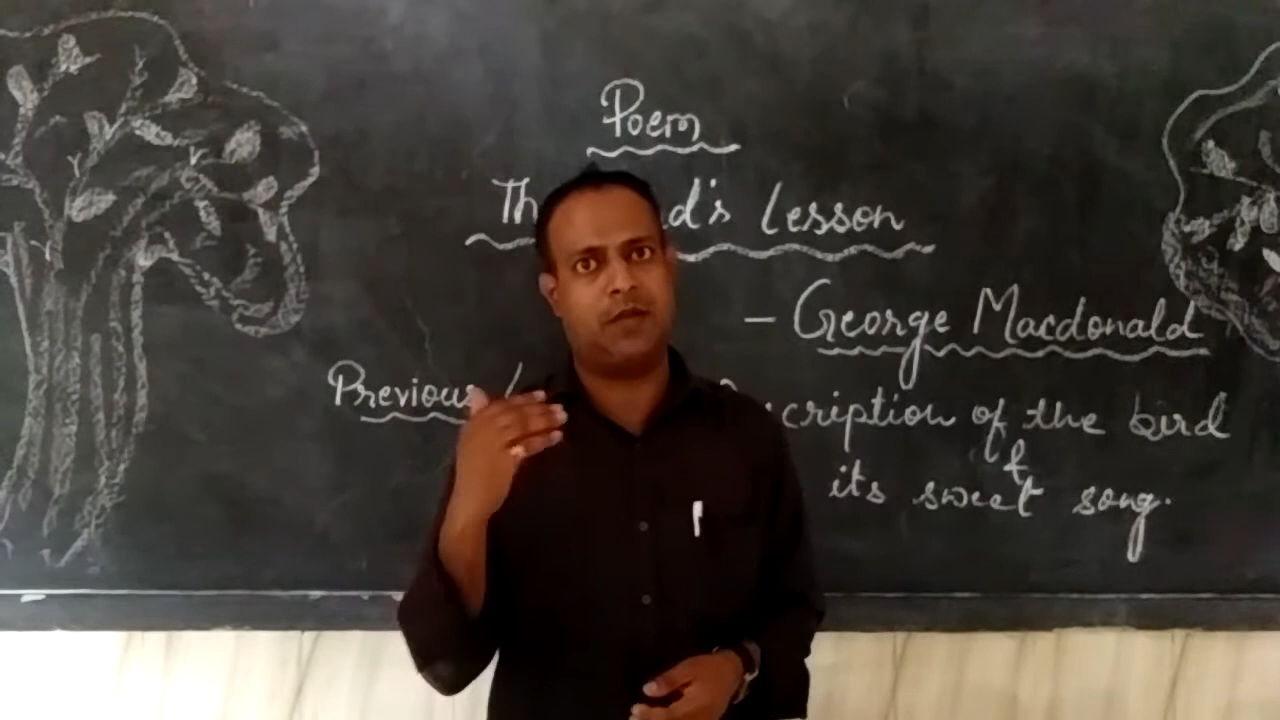 Poem
Th d's Lesson
– George Macdonald
Previous cription of the bird
&
its sweet song.